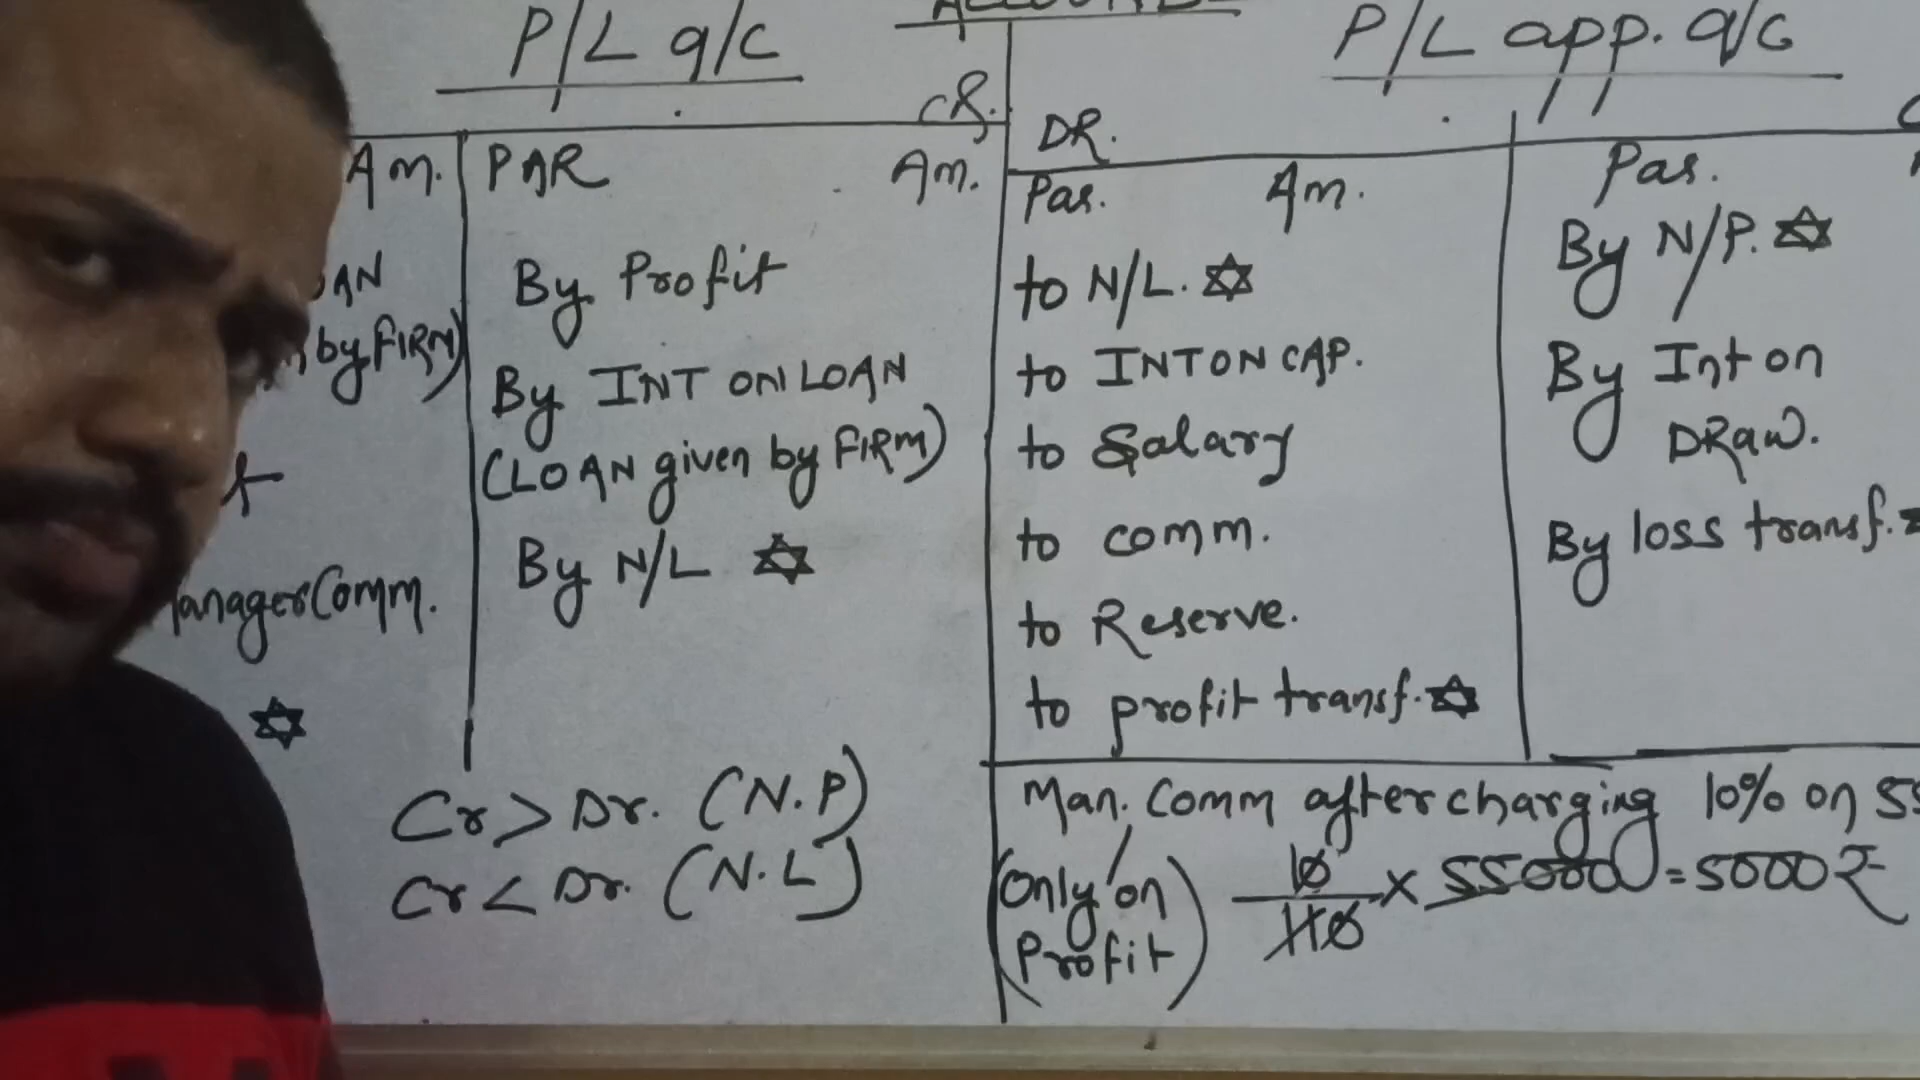 P/L a/c
P/L app. a/c
CR.
DR.
Am.
PAR
Am.
Par.
Am.
Par.
By Profit
to N/L.
By N/P.
by FIRM)
By INT ON LOAN
to INT ON CAP.
By Int on
DRaw.
(LOAN given by FIRM)
to Salary
By N/L
to comm.
By loss transf.
Manager Comm.
to Reserve.
to profit transf.
Cr > Dr. (N.P)
Cr < Dr. (N.L)
Man. Comm after charging 10% on
(Only on Profit)
10/110 × 55000 = 5000 ₹